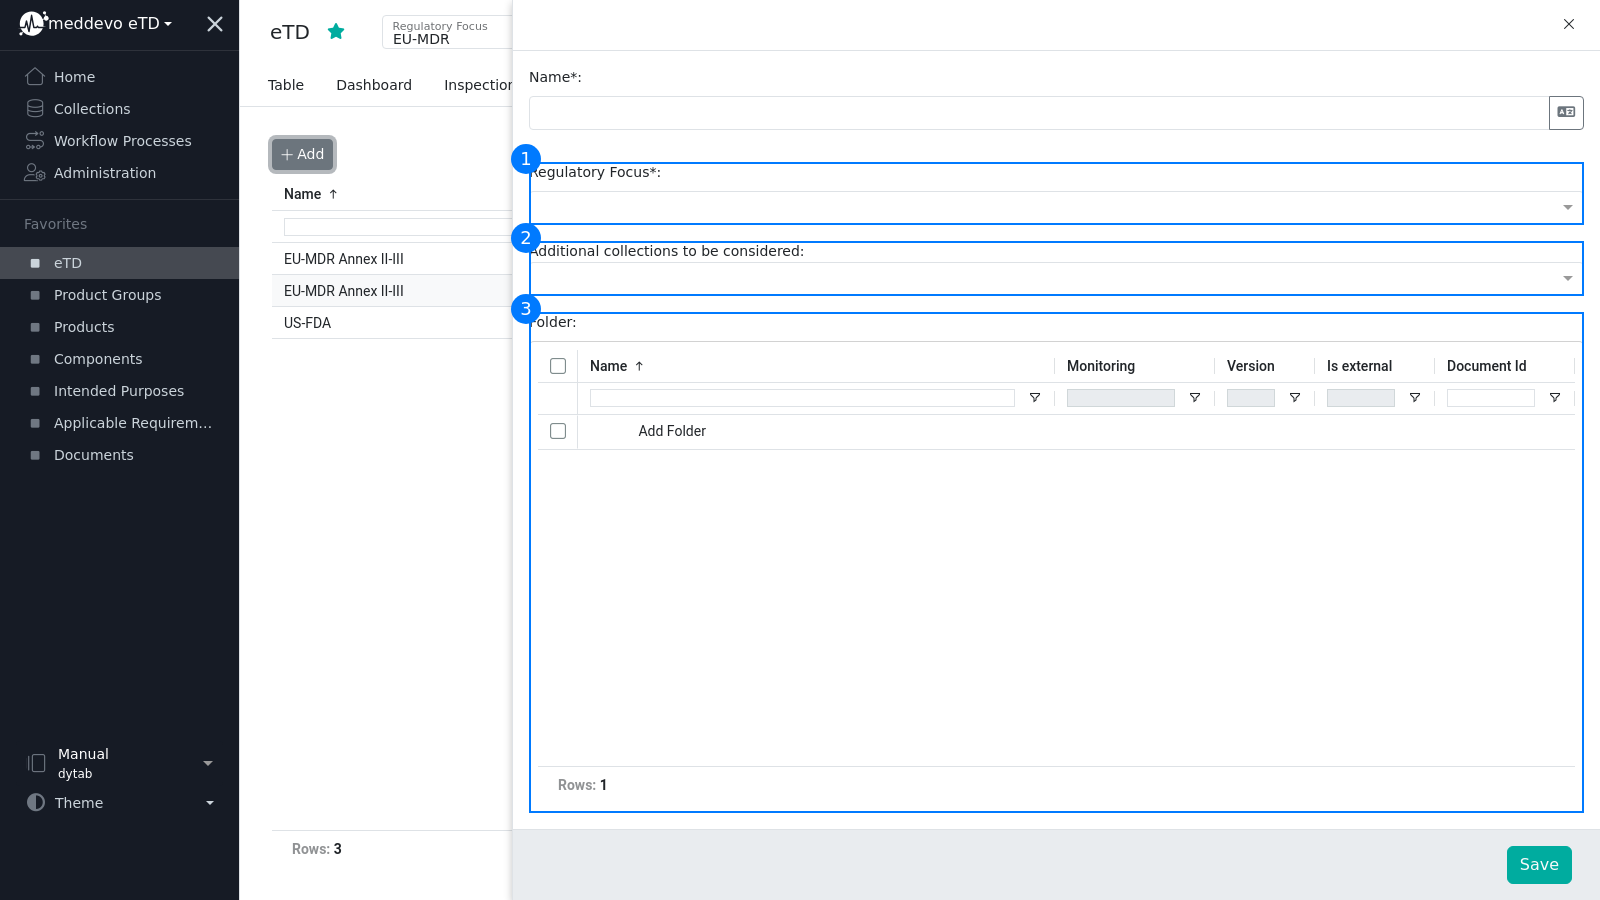 meddevo eTD
Home
Collections
Workflow Processes
Administration
Favorites
eTD
Product Groups
Products
Components
Intended Purposes
Applicable Requirem...
Documents
Manual
dytab
Theme
eTD
Regulatory Focus
EU-MDR
Table Dashboard Inspection
Add
Name
EU-MDR Annex II-III
EU-MDR Annex II-III
US-FDA
Rows: 3
Name*:
1
Regulatory Focus*:
2
Additional collections to be considered:
3
Folder:
Name Monitoring Version Is external Document Id
Add Folder
Rows: 1
Save